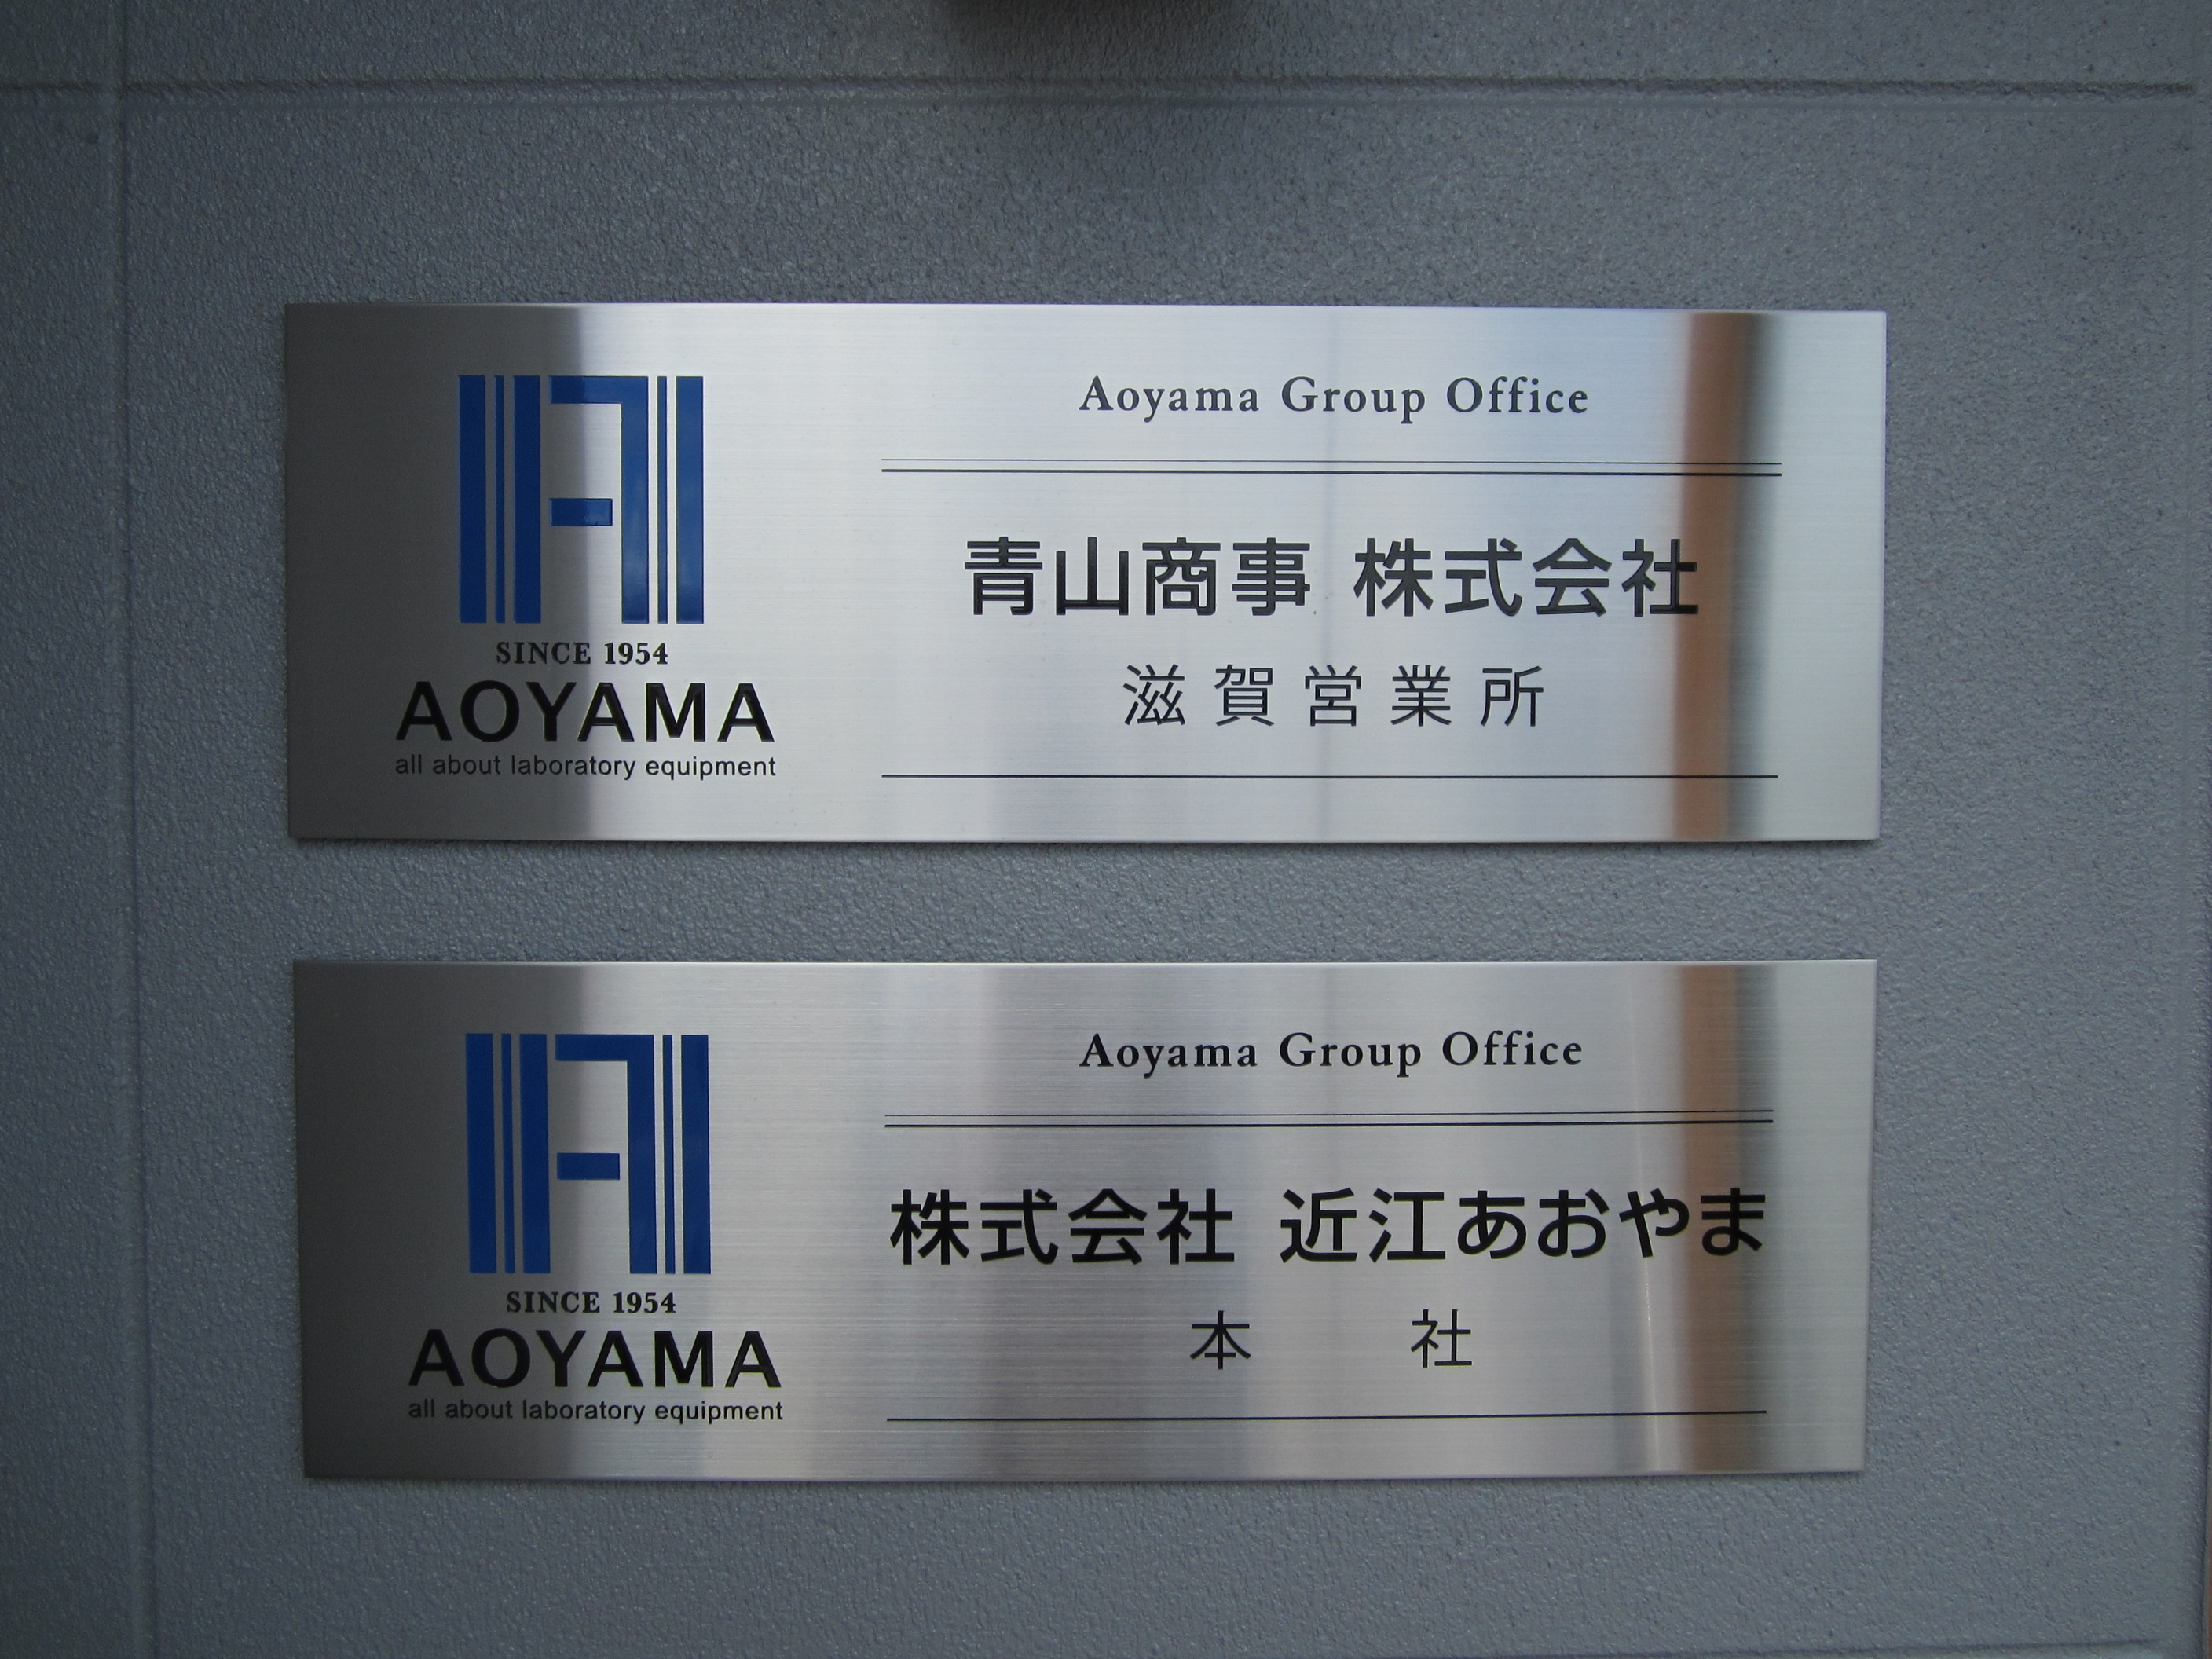 SINCE 1954
AOYAMA
all about laboratory equipment
Aoyama Group Office
青山商事 株式会社
滋賀営業所
SINCE 1954
AOYAMA
all about laboratory equipment
Aoyama Group Office
株式会社 近江あおやま
本 社